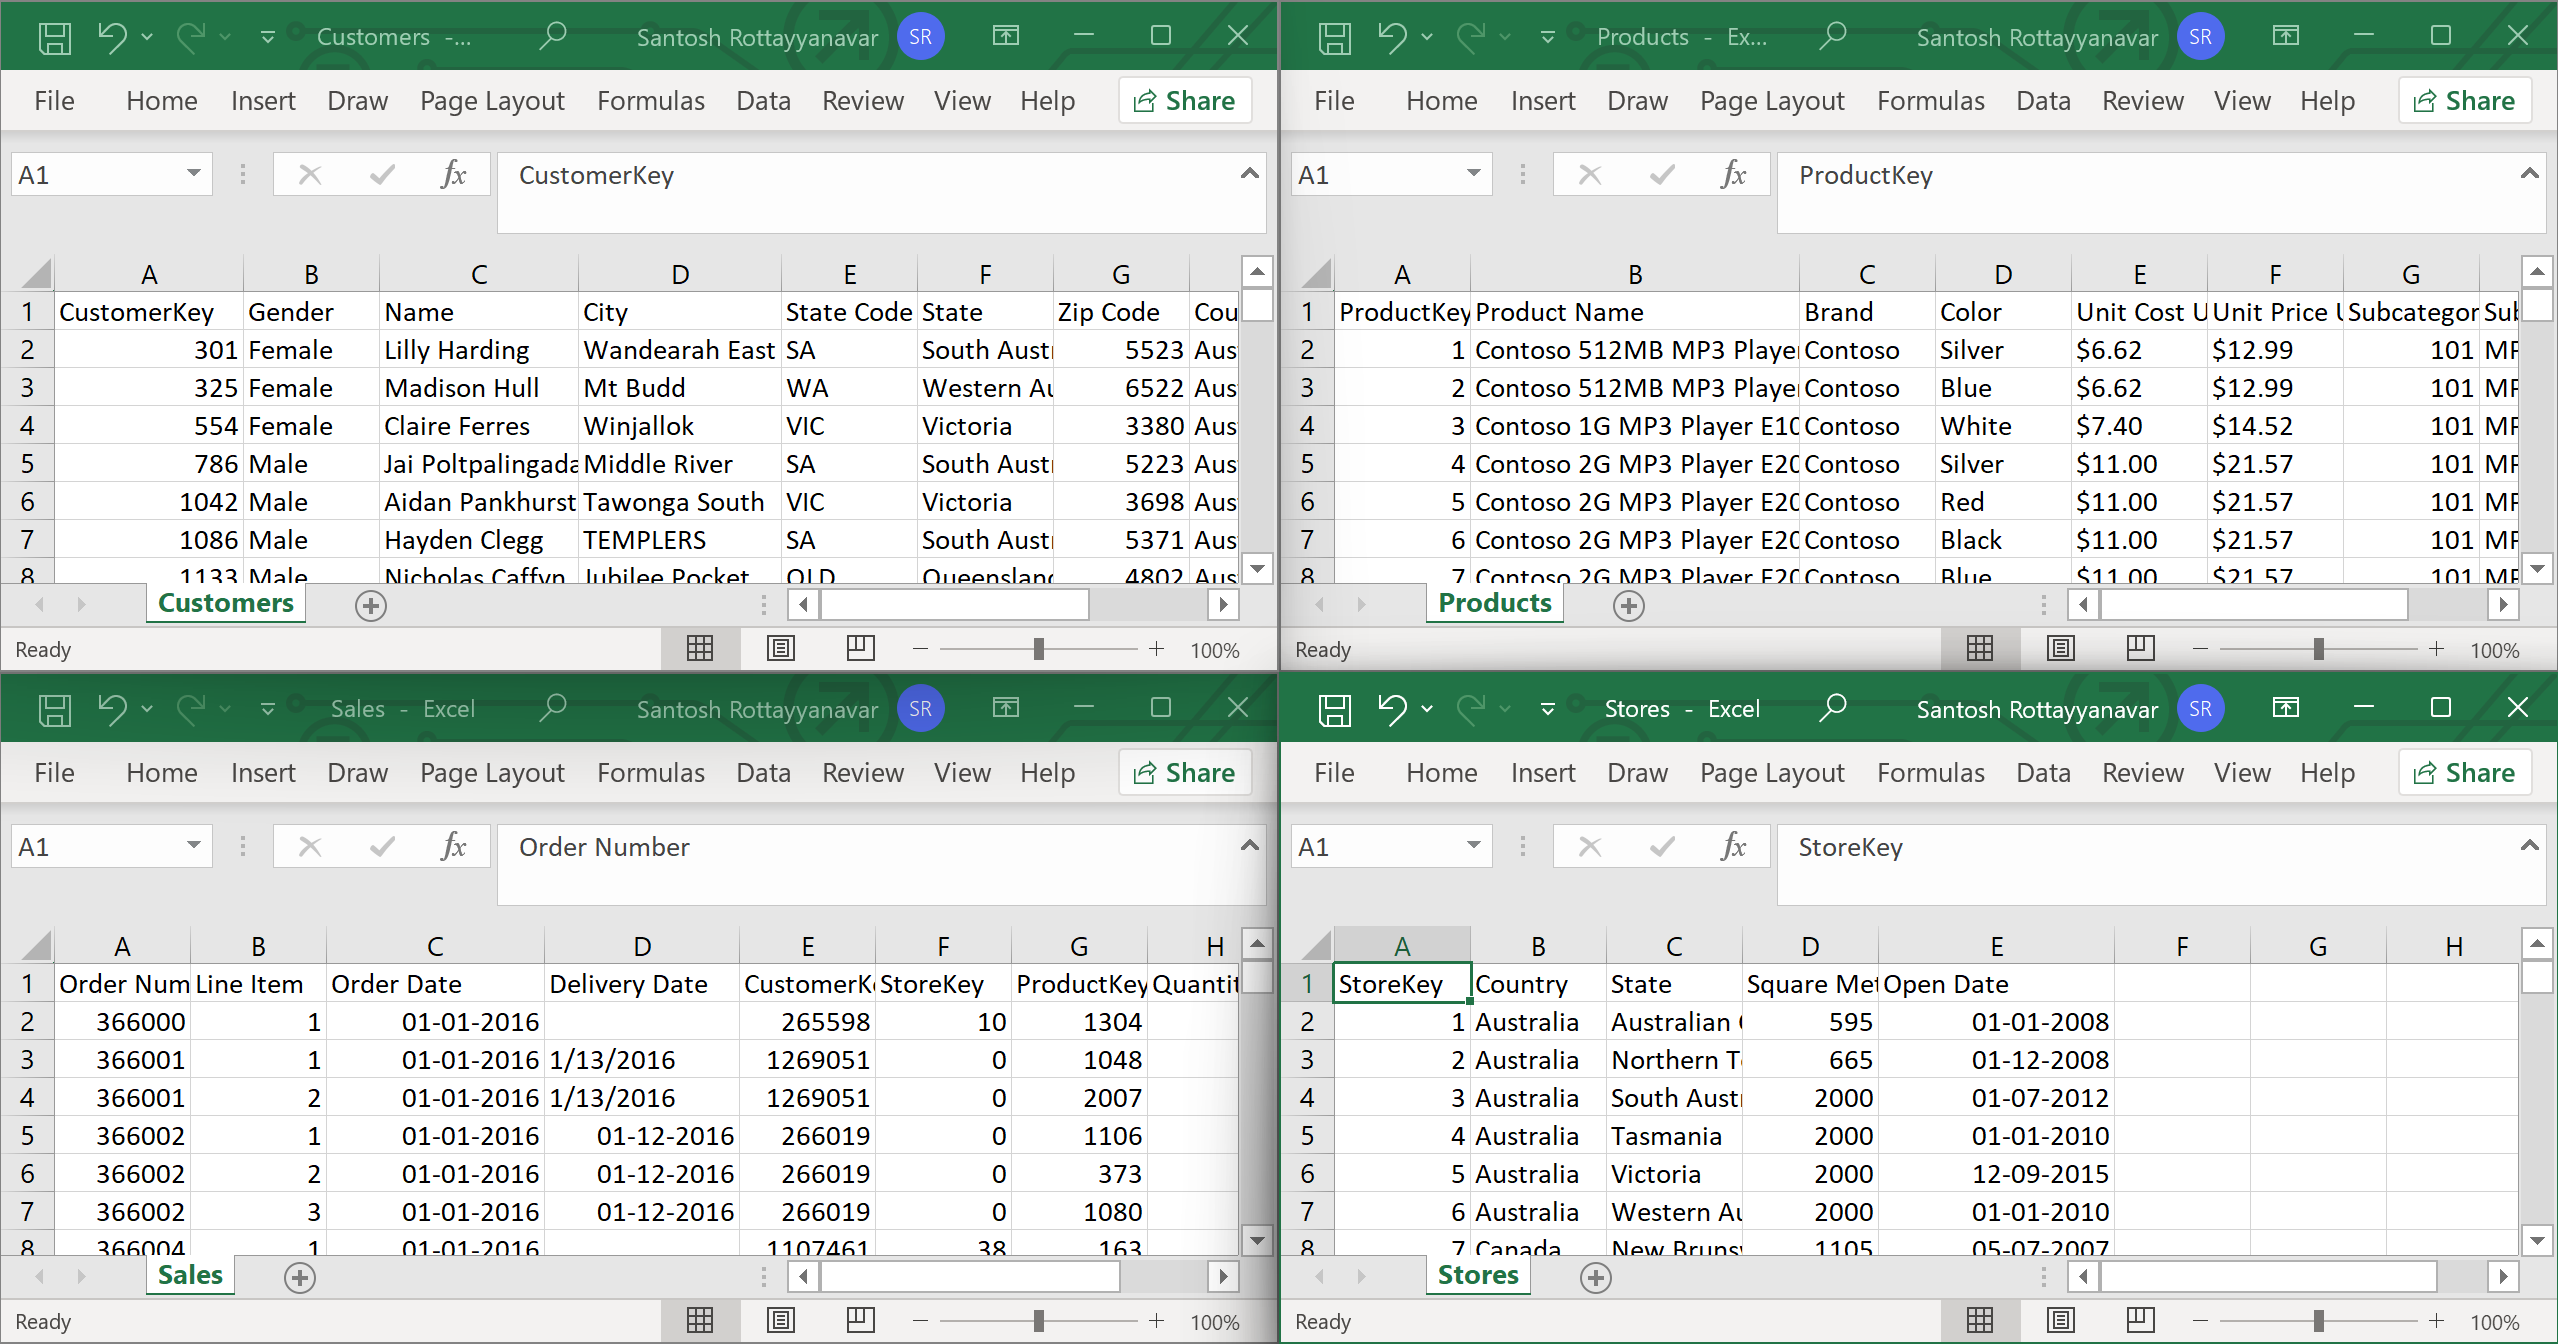 Customers -...
Santosh Rottayyanavar SR
File Home Insert Draw Page Layout Formulas Data Review View Help Share
A1 fx CustomerKey
A B C D E F G
1 CustomerKey Gender Name City State Code State Zip Code Cou
2 301 Female Lilly Harding Wandearah East SA South Aust 5523 Aus
3 325 Female Madison Hull Mt Budd WA Western Au 6522 Aus
4 554 Female Claire Ferres Winjallok VIC Victoria 3380 Aus
5 786 Male Jai Poltpalingada Middle River SA South Aust 5223 Aus
6 1042 Male Aidan Pankhurst Tawonga South VIC Victoria 3698 Aus
7 1086 Male Hayden Clegg TEMPLERS SA South Aust 5371 Aus
8 1133 Male Nicholas Caffyn Jubilee Pocket QLD Queensland 4802 Aus
Customers
Ready 100%
Products - Ex...
Santosh Rottayyanavar SR
File Home Insert Draw Page Layout Formulas Data Review View Help Share
A1 fx ProductKey
A B C D E F G
1 ProductKey Product Name Brand Color Unit Cost U Unit Price U Subcategor Sub
2 1 Contoso 512MB MP3 Player Contoso Silver $6.62 $12.99 101 MP
3 2 Contoso 512MB MP3 Player Contoso Blue $6.62 $12.99 101 MP
4 3 Contoso 1G MP3 Player E10 Contoso White $7.40 $14.52 101 MP
5 4 Contoso 2G MP3 Player E20 Contoso Silver $11.00 $21.57 101 MP
6 5 Contoso 2G MP3 Player E20 Contoso Red $11.00 $21.57 101 MP
7 6 Contoso 2G MP3 Player E20 Contoso Black $11.00 $21.57 101 MP
8 7 Contoso 2G MP3 Player E20 Contoso Blue $11.00 $21.57 101 MP
Products
Ready 100%
Sales - Excel
Santosh Rottayyanavar SR
File Home Insert Draw Page Layout Formulas Data Review View Help Share
A1 fx Order Number
A B C D E F G H
1 Order Num Line Item Order Date Delivery Date CustomerKe StoreKey ProductKey Quantit
2 366000 1 01-01-2016 265598 10 1304
3 366001 1 01-01-2016 1/13/2016 1269051 0 1048
4 366001 2 01-01-2016 1/13/2016 1269051 0 2007
5 366002 1 01-01-2016 01-12-2016 266019 0 1106
6 366002 2 01-01-2016 01-12-2016 266019 0 373
7 366002 3 01-01-2016 01-12-2016 266019 0 1080
8 366004 1 01-01-2016 1107461 38 163
Sales
Ready 100%
Stores - Excel
Santosh Rottayyanavar SR
File Home Insert Draw Page Layout Formulas Data Review View Help Share
A1 fx StoreKey
A B C D E F G H
1 StoreKey Country State Square Met Open Date
2 1 Australia Australian 595 01-01-2008
3 2 Australia Northern Te 665 01-12-2008
4 3 Australia South Aust 2000 01-07-2012
5 4 Australia Tasmania 2000 01-01-2010
6 5 Australia Victoria 2000 12-09-2015
7 6 Australia Western Au 2000 01-01-2010
8 7 Canada New Bruns 1105 05-07-2007
Stores
Ready 100%